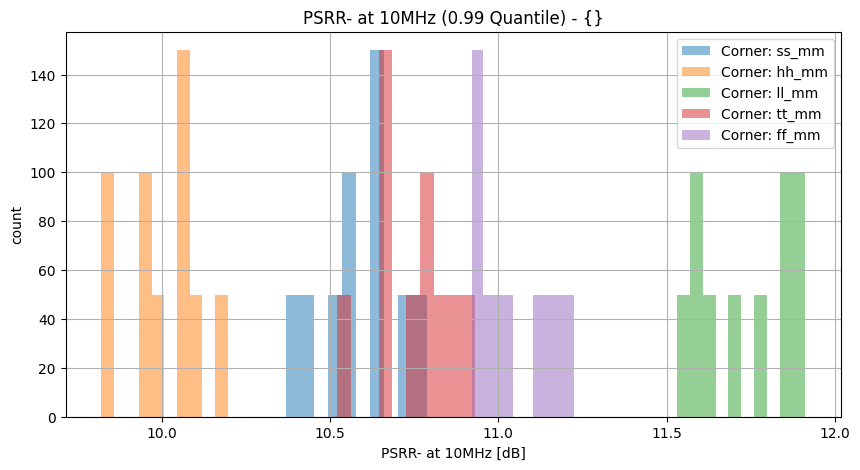 PSRR- at 10MHz (0.99 Quantile) - {}
Corner: ss_mm
Corner: hh_mm
Corner: ll_mm
Corner: tt_mm
Corner: ff_mm
count
140
120
100
80
60
40
20
0
10.0
10.5
11.0
11.5
12.0
PSRR- at 10MHz [dB]